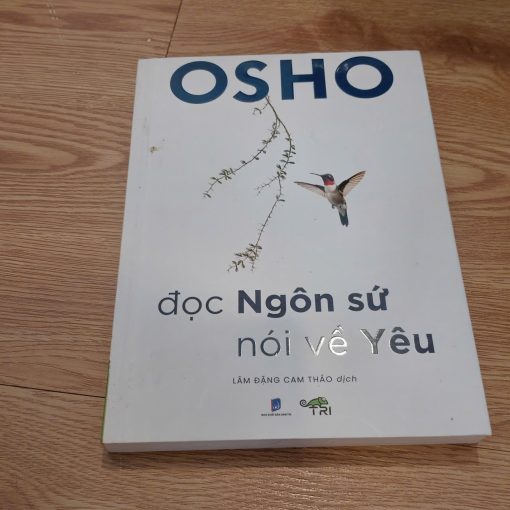 OSHO
đọc Ngôn sứ
nói về Yêu
LÂM ĐẶNG CAM THẢO dịch
TRI